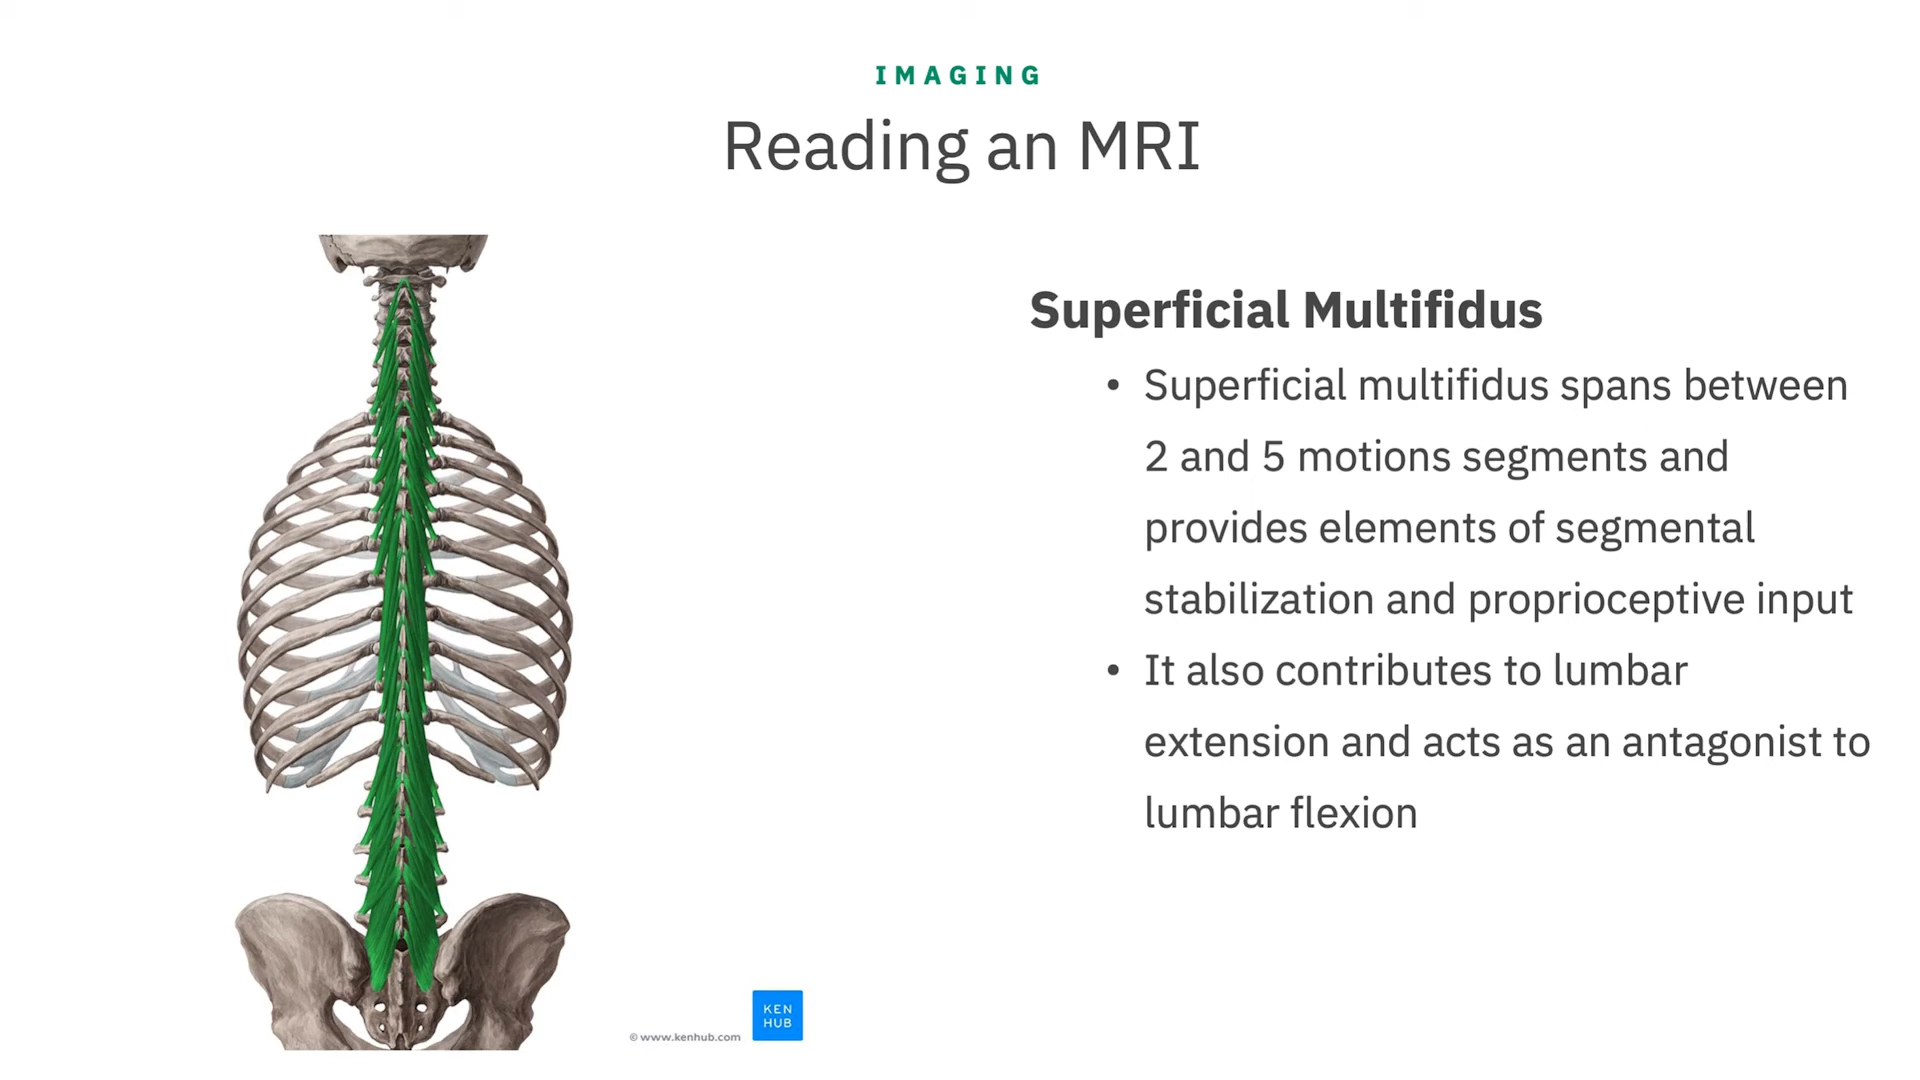 IMAGING
Reading an MRI
Superficial Multifidus
• Superficial multifidus spans between
2 and 5 motions segments and
provides elements of segmental
stabilization and proprioceptive input
• It also contributes to lumbar
extension and acts as an antagonist to
lumbar flexion
© www.kenhub.com
KEN
HUB